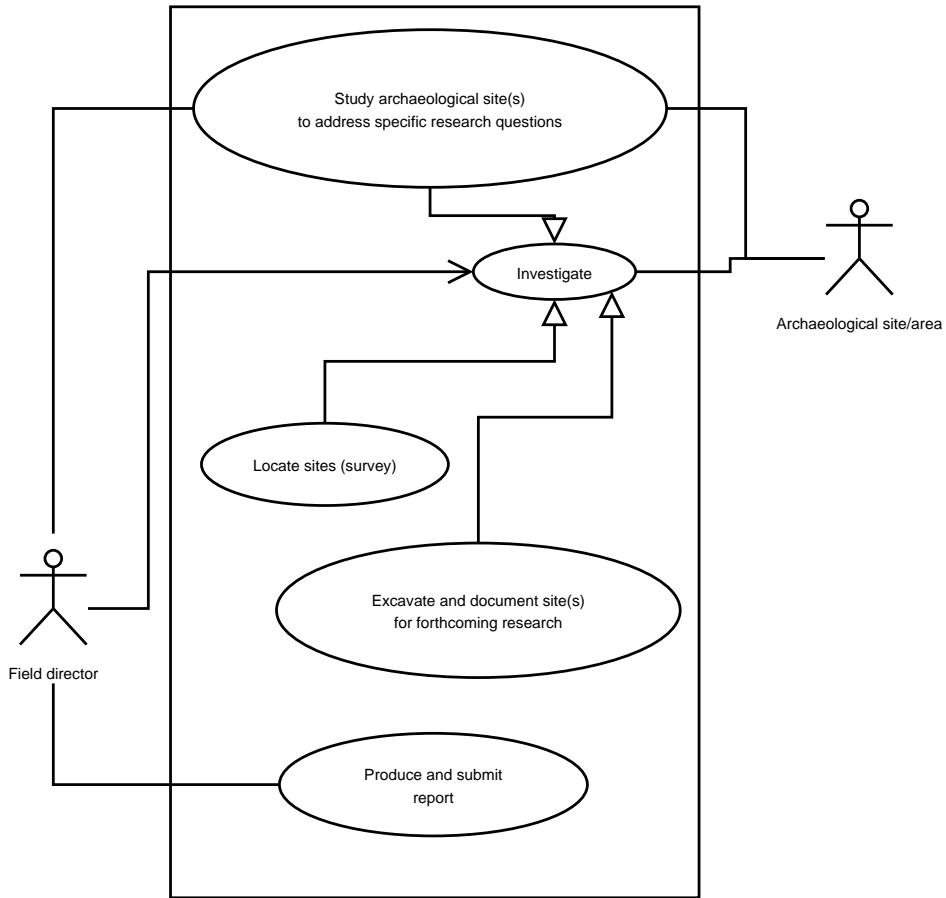 Study archaeological site(s)
to address specific research questions
Investigate
Archaeological site/area
Locate sites (survey)
Excavate and document site(s)
for forthcoming research
Field director
Produce and submit
report